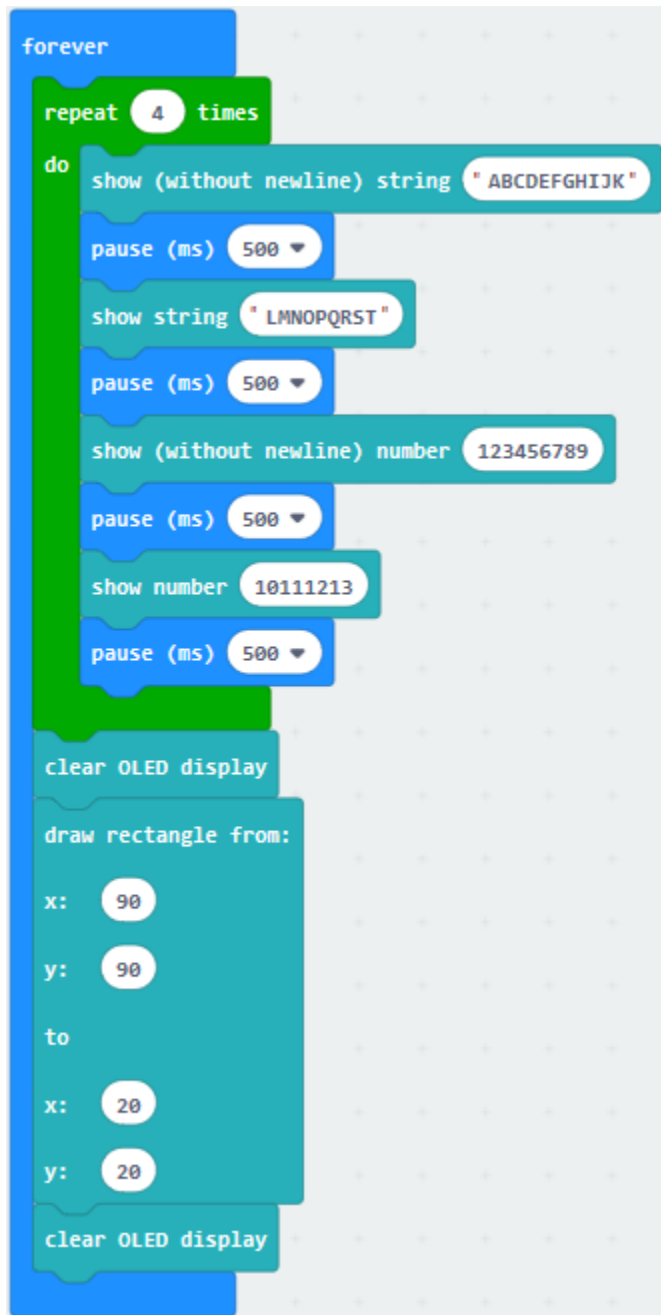 forever
repeat 4 times
do
show (without newline) string "ABCDEFGHIJK"
pause (ms) 500
show string "LMNOPQRST"
pause (ms) 500
show (without newline) number 123456789
pause (ms) 500
show number 10111213
pause (ms) 500
clear OLED display
draw rectangle from:
x: 90
y: 90
to
x: 20
y: 20
clear OLED display